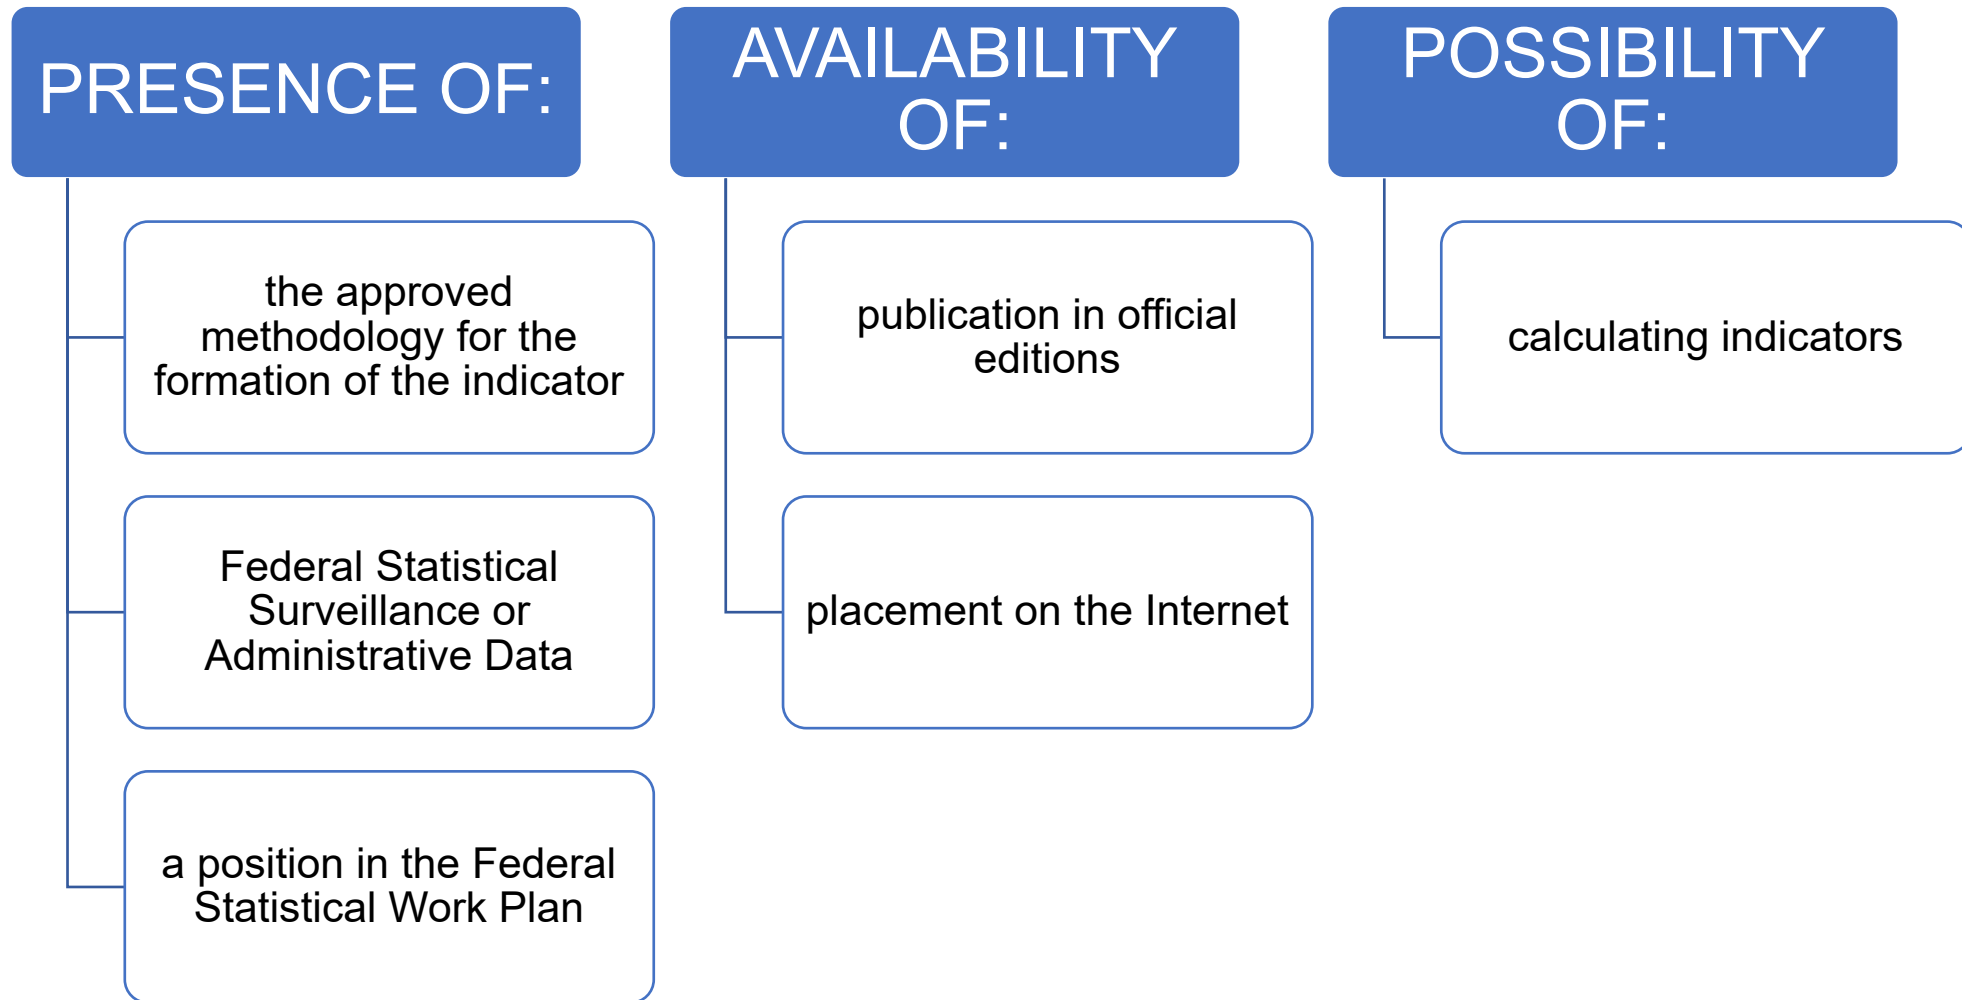 PRESENCE OF:
the approved
methodology for the
formation of the indicator
Federal Statistical
Surveillance or
Administrative Data
a position in the Federal
Statistical Work Plan
AVAILABILITY
OF:
publication in official
editions
placement on the Internet
POSSIBILITY
OF:
calculating indicators